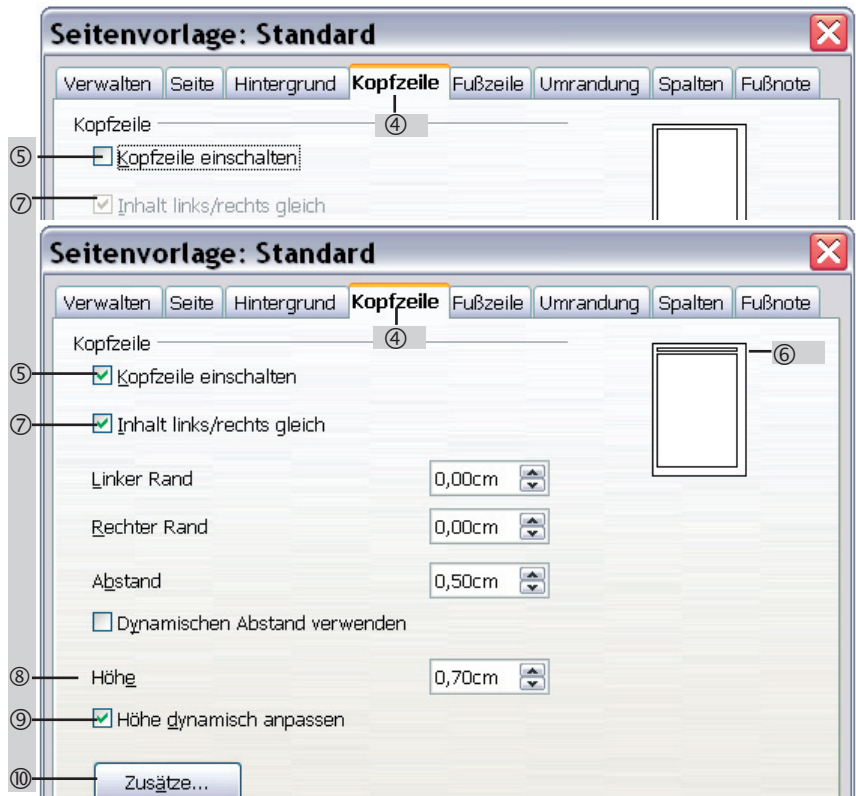 Seitenvorlage: Standard
Verwalten Seite Hintergrund Kopfzeile Fußzeile Umrandung Spalten Fußnote
Kopfzeile ④
⑤ Kopfzeile einschalten
⑦ Inhalt links/rechts gleich
Seitenvorlage: Standard
Verwalten Seite Hintergrund Kopfzeile Fußzeile Umrandung Spalten Fußnote
Kopfzeile ④ ⑥
⑤ Kopfzeile einschalten
⑦ Inhalt links/rechts gleich
Linker Rand 0,00cm
Rechter Rand 0,00cm
Abstand 0,50cm
Dynamischen Abstand verwenden
⑧ Höhe 0,70cm
⑨ Höhe dynamisch anpassen
⑩ Zusätze...